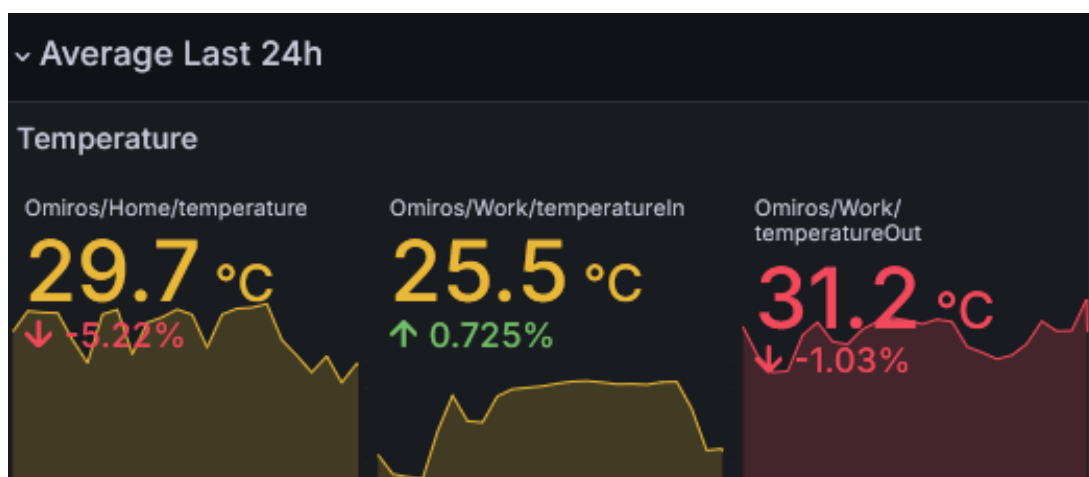 Average Last 24h
Temperature
Omiros/Home/temperature
29.7 °C
-5.22%
Omiros/Work/temperatureIn
25.5 °C
0.725%
Omiros/Work/
temperatureOut
31.2 °C
-1.03%